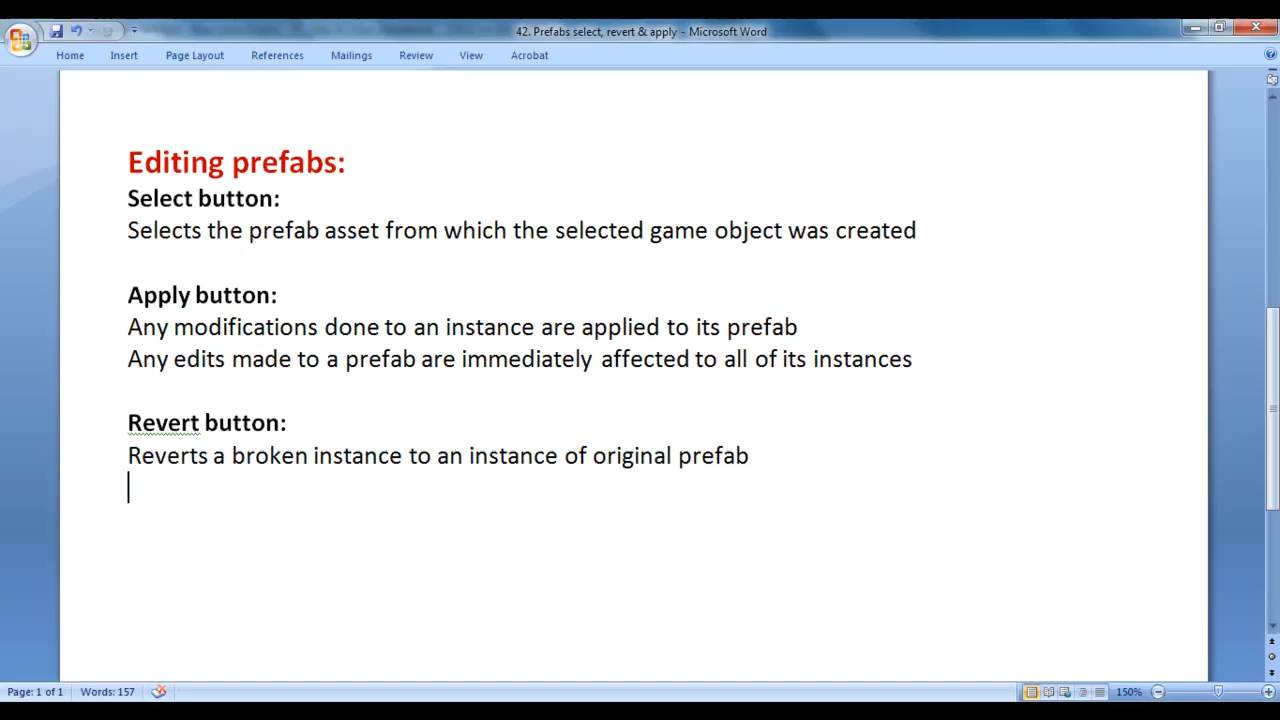 42. Prefabs select, revert & apply - Microsoft Word
Home Insert Page Layout References Mailings Review View Acrobat
Editing prefabs:
Select button:
Selects the prefab asset from which the selected game object was created
Apply button:
Any modifications done to an instance are applied to its prefab
Any edits made to a prefab are immediately affected to all of its instances
Revert button:
Reverts a broken instance to an instance of original prefab
Page: 1 of 1 Words: 157 150%